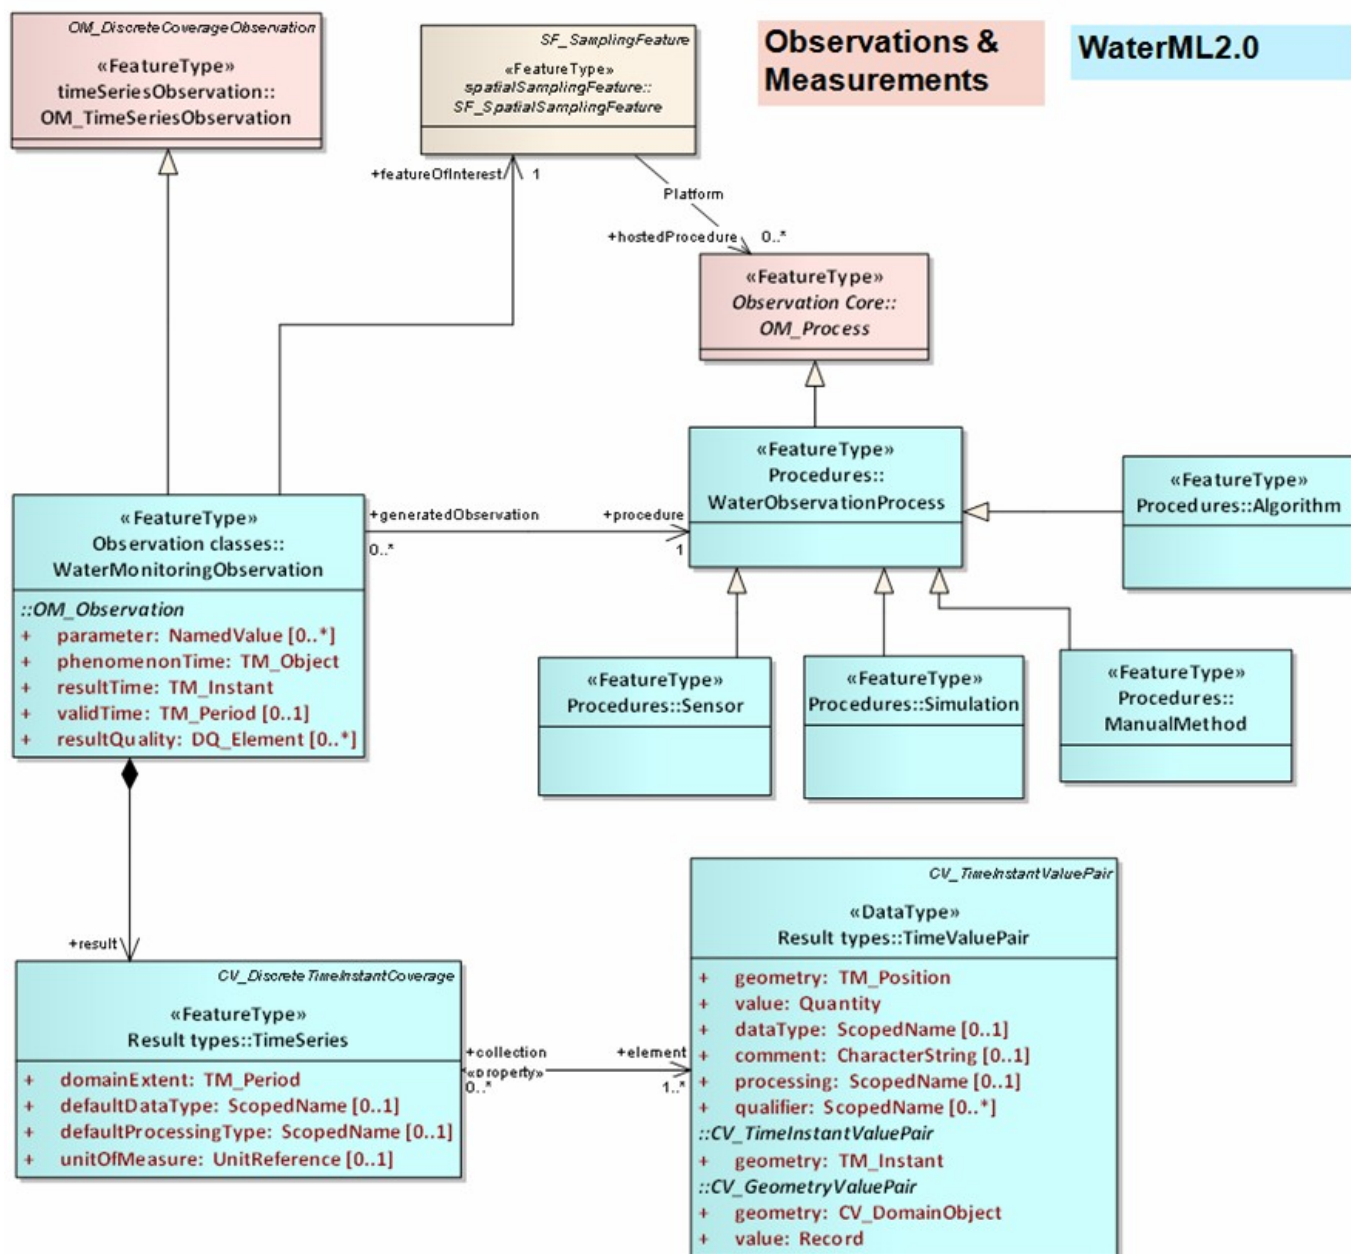 OM_DiscreteCoverageObservation
«FeatureType»
timeSeriesObservation::
OM_TimeSeriesObservation
SF_SamplingFeature
«FeatureType»
spatialSamplingFeature::
SF_SpatialSamplingFeature
Observations &
Measurements
WaterML2.0
+featureOfInterest
1
Platform
+hostedProcedure
0..*
«FeatureType»
Observation Core::
OM_Process
«FeatureType»
Procedures::
WaterObservationProcess
«FeatureType»
Procedures::Algorithm
«FeatureType»
Observation classes::
WaterMonitoringObservation
::OM_Observation
+ parameter: NamedValue [0..*]
+ phenomenonTime: TM_Object
+ resultTime: TM_Instant
+ validTime: TM_Period [0..1]
+ resultQuality: DQ_Element [0..*]
+generatedObservation
0..*
+procedure
1
«FeatureType»
Procedures::Sensor
«FeatureType»
Procedures::Simulation
«FeatureType»
Procedures::
ManualMethod
+result
CV_DiscreteTimeInstantCoverage
«FeatureType»
Result types::TimeSeries
+ domainExtent: TM_Period
+ defaultDataType: ScopedName [0..1]
+ defaultProcessingType: ScopedName [0..1]
+ unitOfMeasure: UnitReference [0..1]
+collection
«property»
0..*
+element
1..*
CV_TimeInstantValuePair
«DataType»
Result types::TimeValuePair
+ geometry: TM_Position
+ value: Quantity
+ dataType: ScopedName [0..1]
+ comment: CharacterString [0..1]
+ processing: ScopedName [0..1]
+ qualifier: ScopedName [0..*]
::CV_TimeInstantValuePair
+ geometry: TM_Instant
::CV_GeometryValuePair
+ geometry: CV_DomainObject
+ value: Record